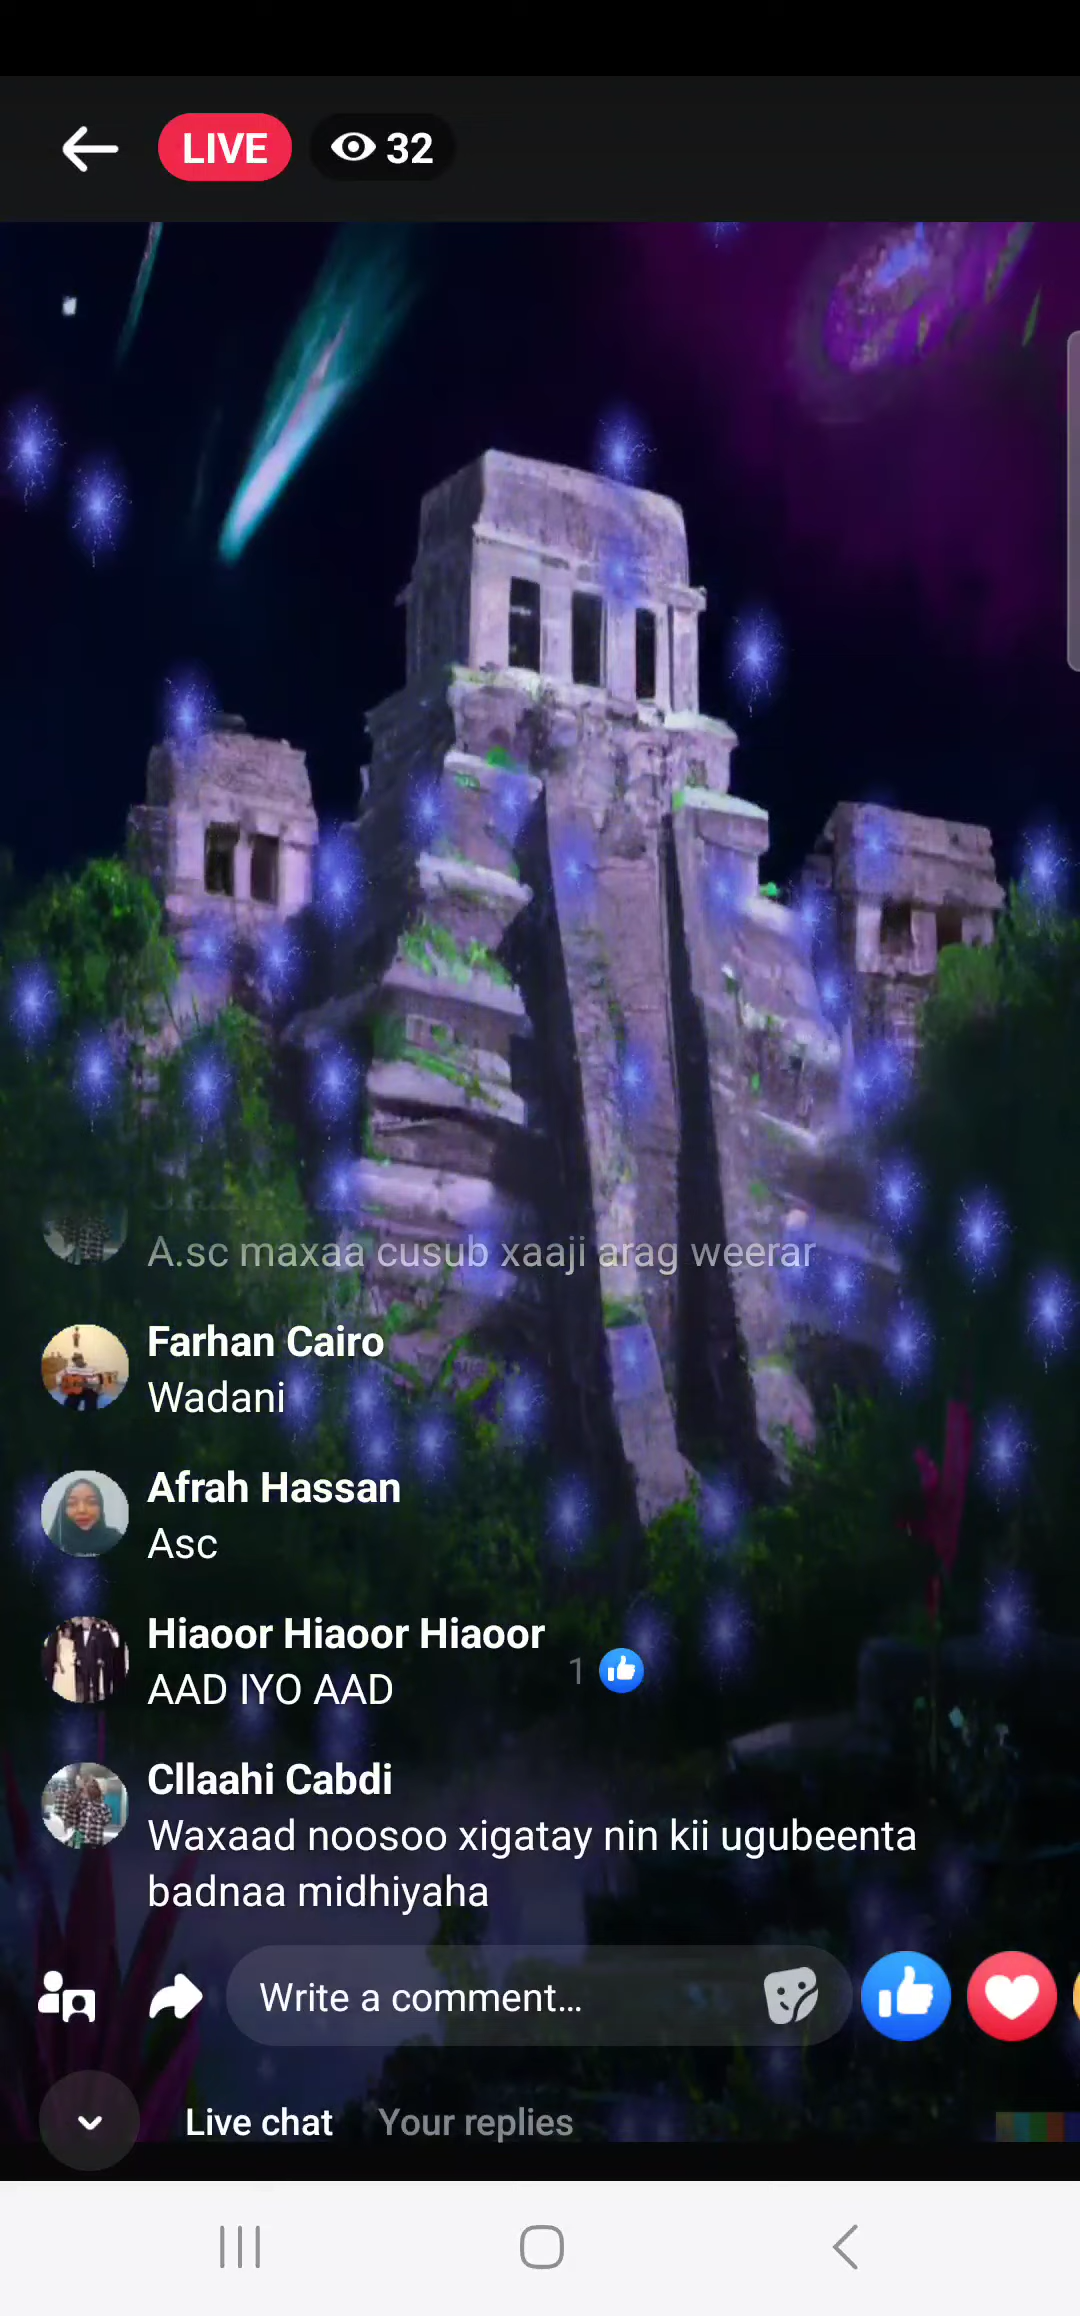 LIVE 32
A.sc maxaa cusub xaaji arag weerar
Farhan Cairo
Wadani
Afrah Hassan
Asc
Hiaoor Hiaoor Hiaoor
AAD IYO AAD
1
Cllaahi Cabdi
Waxaad noosoo xigatay nin kii ugubeenta
badnaa midhiyaha
Write a comment...
Live chat Your replies